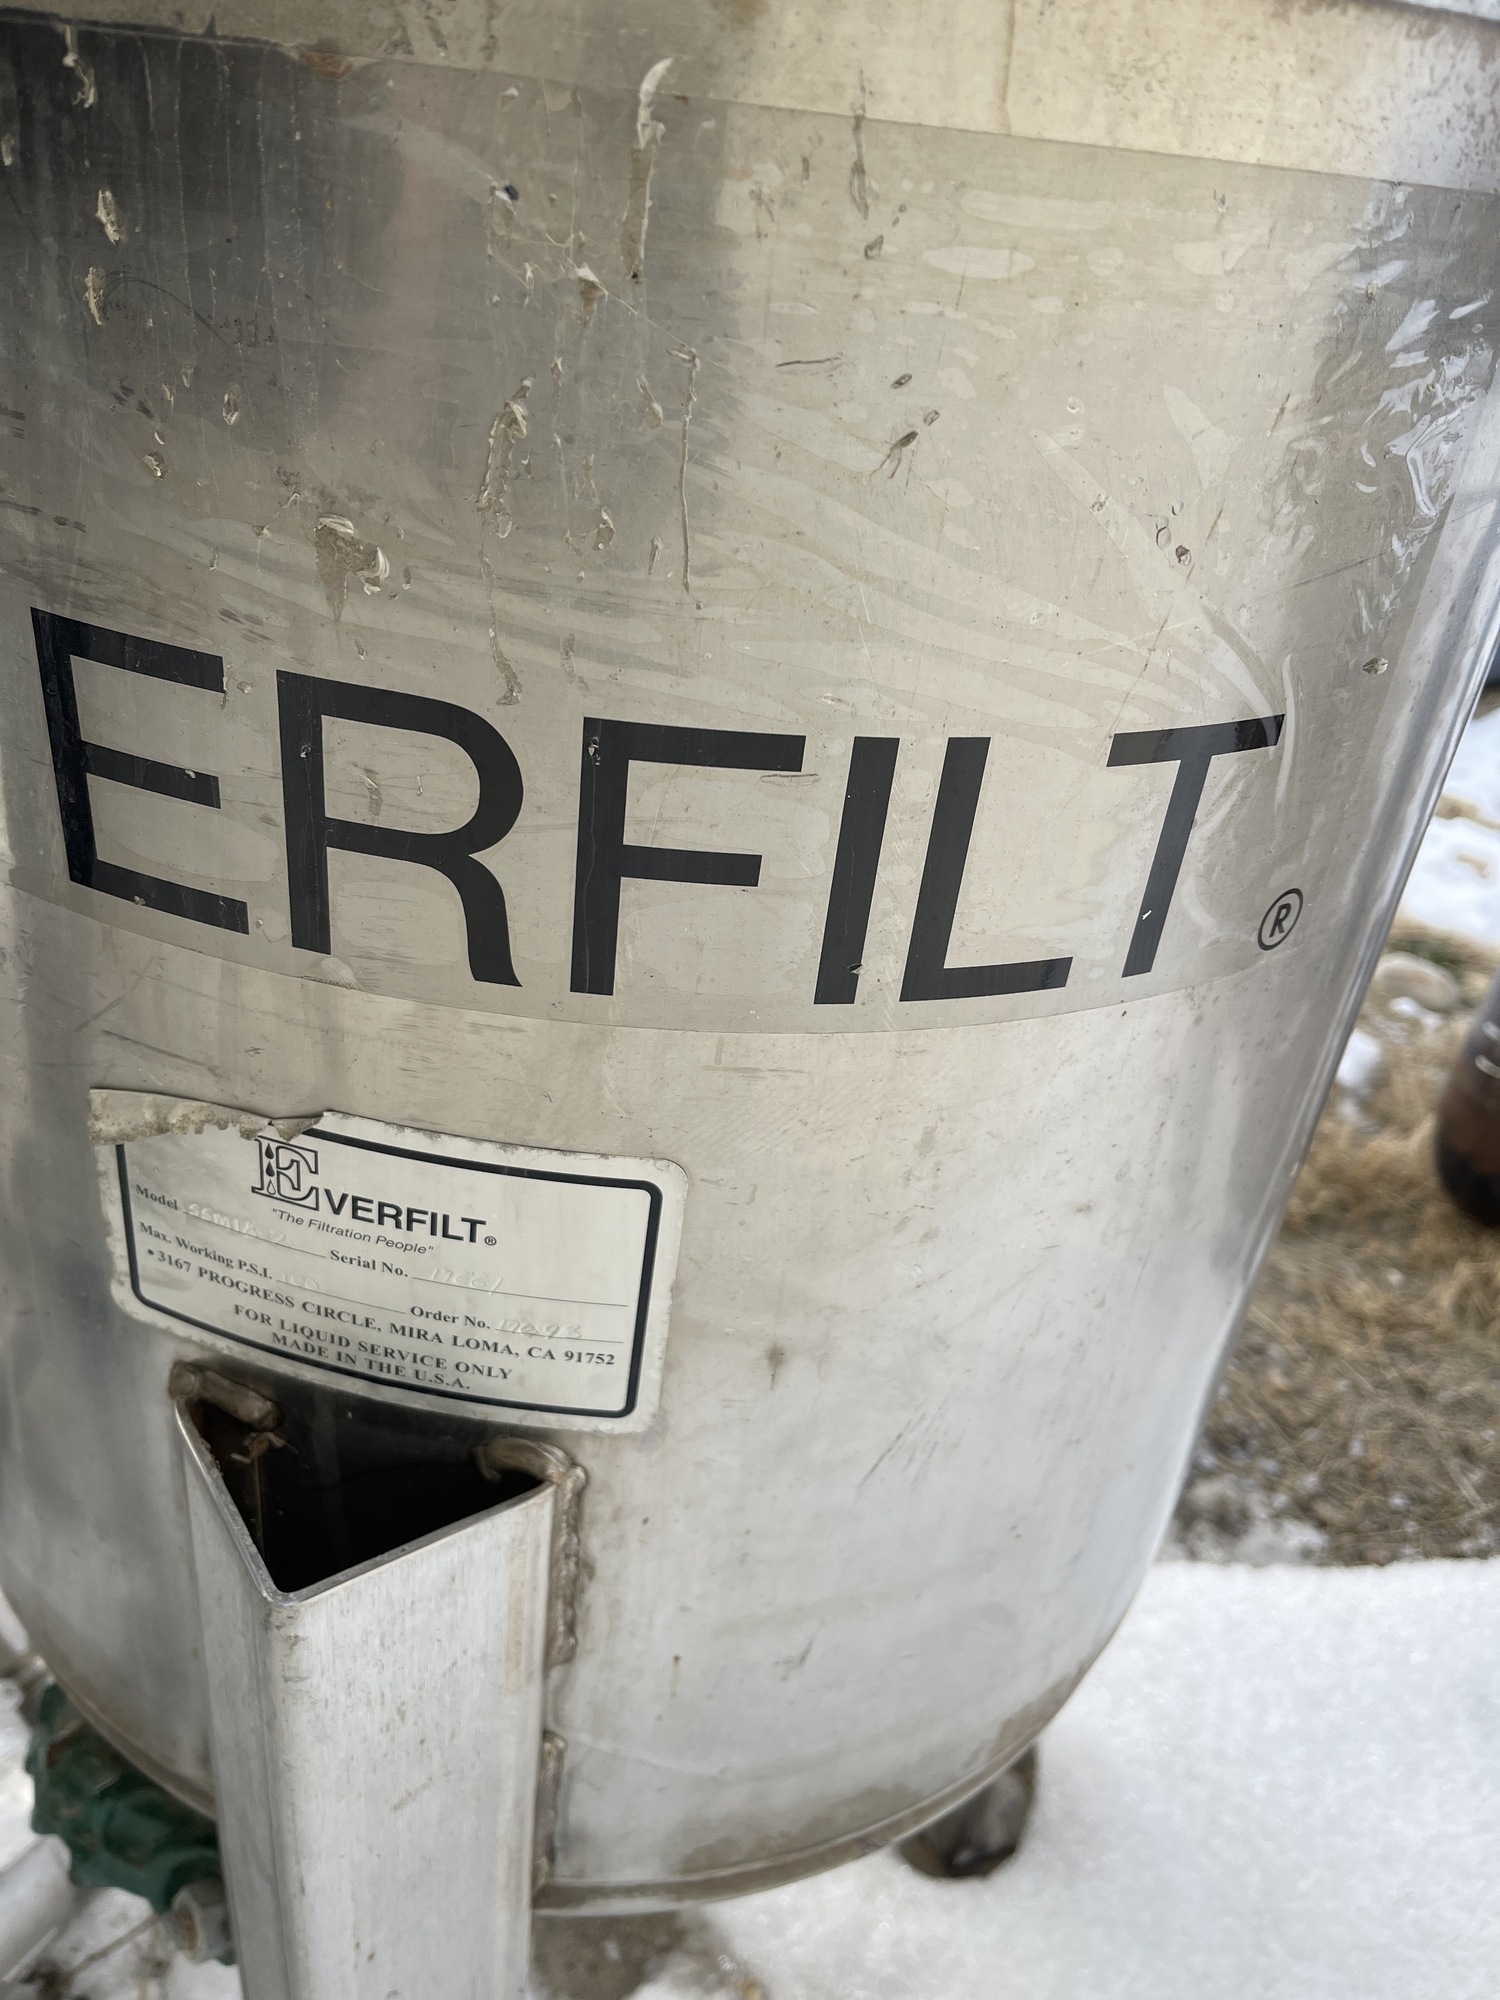 ERFILT®
EVERFILT®
"The Filtration People"
Model
Serial No.
Max. Working P.S.I.
Order No.
• 3167 PROGRESS CIRCLE, MIRA LOMA, CA 91752
FOR LIQUID SERVICE ONLY
MADE IN THE U.S.A.